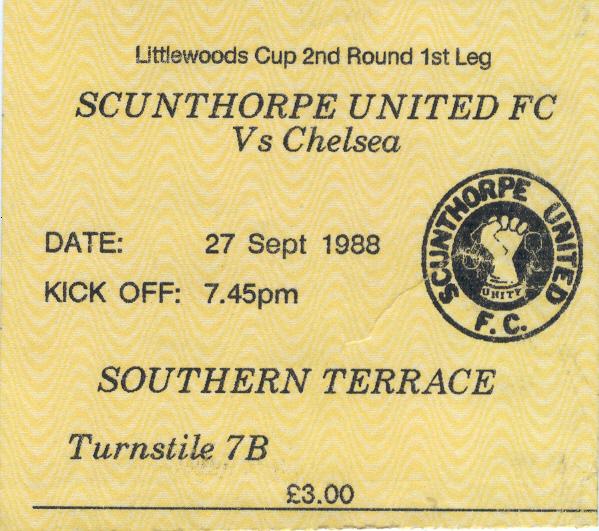 Littlewoods Cup 2nd Round 1st Leg
SCUNTHORPE UNITED FC
Vs Chelsea
DATE: 27 Sept 1988
KICK OFF: 7.45pm
SCUNTHORPE UNITED
UNITY
F.C.
SOUTHERN TERRACE
Turnstile 7B
£3.00